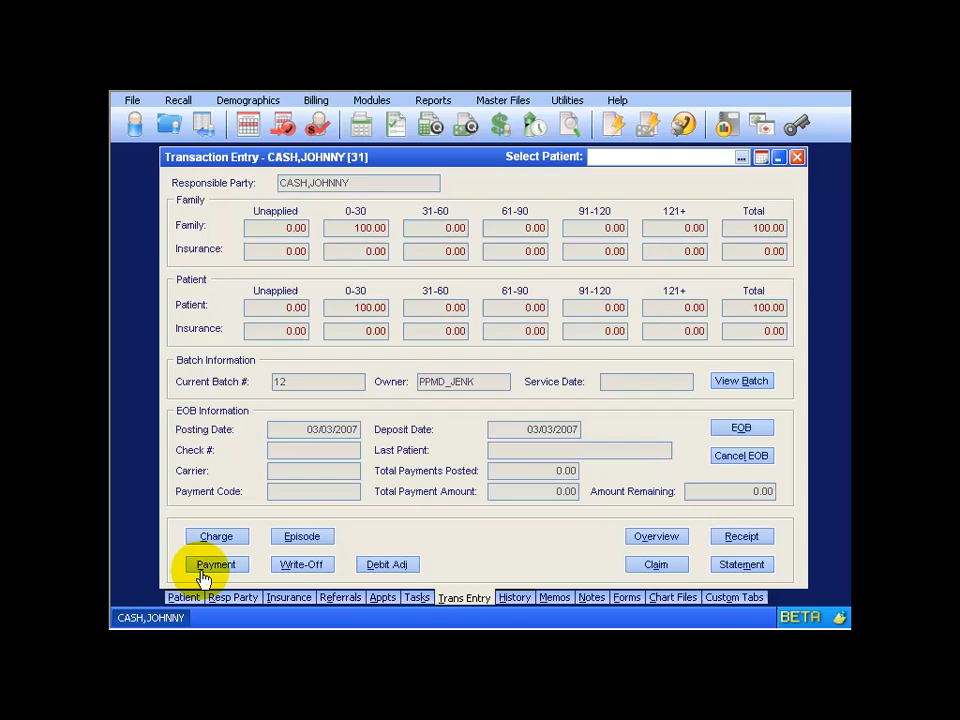 File Recall Demographics Billing Modules Reports Master Files Utilities Help
Transaction Entry - CASH,JOHNNY [31] Select Patient: ...
Responsible Party: CASH,JOHNNY
Family
Unapplied 0-30 31-60 61-90 91-120 121+ Total
Family: 0.00 100.00 0.00 0.00 0.00 0.00 100.00
Insurance: 0.00 0.00 0.00 0.00 0.00 0.00 0.00
Patient
Unapplied 0-30 31-60 61-90 91-120 121+ Total
Patient: 0.00 100.00 0.00 0.00 0.00 0.00 100.00
Insurance: 0.00 0.00 0.00 0.00 0.00 0.00 0.00
Batch Information
Current Batch #: 12 Owner: PPMD_JENK Service Date: View Batch
EOB Information
Posting Date: 03/03/2007 Deposit Date: 03/03/2007 EOB
Check #: Last Patient: Cancel EOB
Carrier: Total Payments Posted: 0.00
Payment Code: Total Payment Amount: 0.00 Amount Remaining: 0.00
Charge Episode Overview Receipt
Payment Write-Off Debit Adj Claim Statement
Patient Resp Party Insurance Referrals Appts Tasks Trans Entry History Memos Notes Forms Chart Files Custom Tabs
CASH,JOHNNY BETA